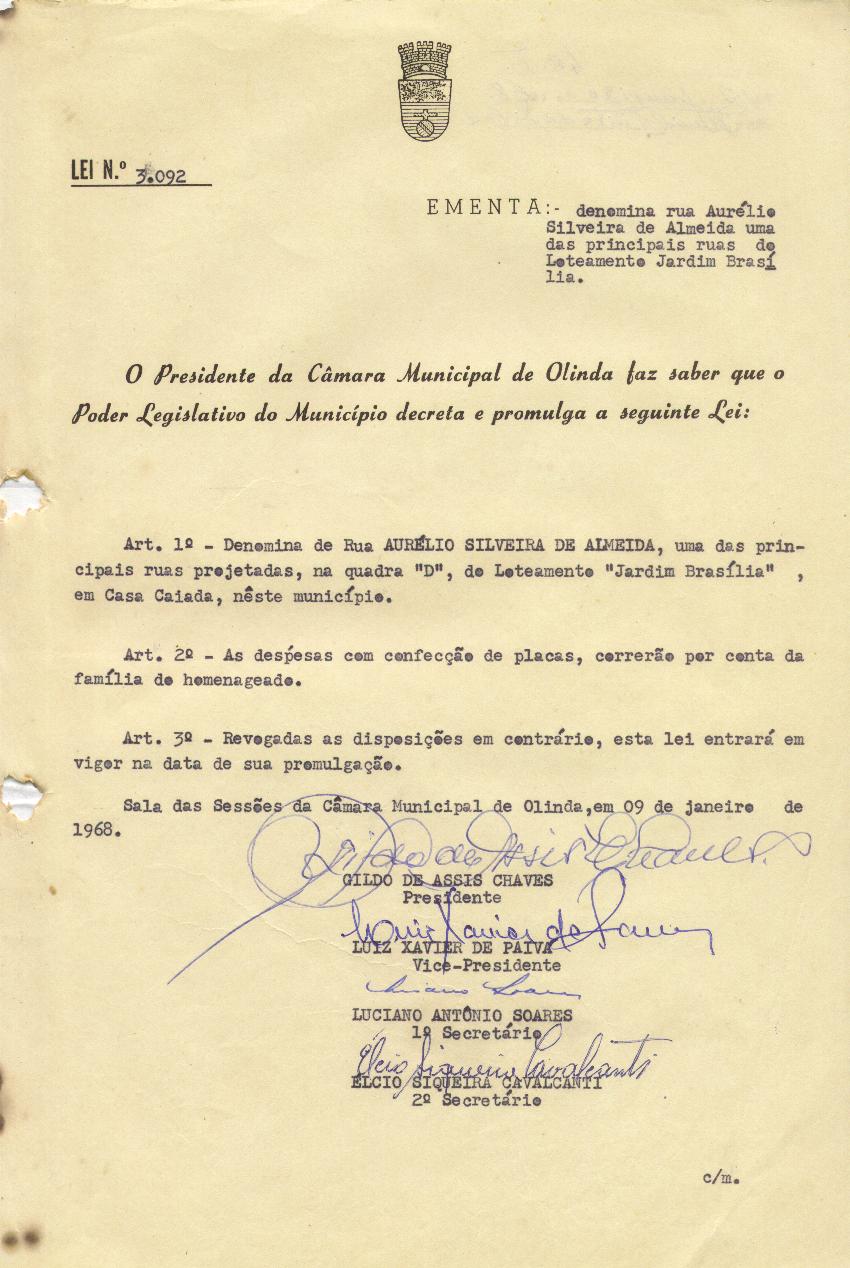 LEI N.º 3.092
EMENTA:- denomina rua Aurélio
Silveira de Almeida uma
das principais ruas do
Loteamento Jardim Brasí
lia.
O Presidente da Câmara Municipal de Olinda faz saber que o
Poder Legislativo do Município decreta e promulga a seguinte Lei:
Art. 1º - Denomina de Rua AURÉLIO SILVEIRA DE ALMEIDA, uma das prin-
cipais ruas projetadas, na quadra "D", do Loteamento "Jardim Brasília" ,
em Casa Caiada, nêste município.
Art. 2º - As despésas com confecção de placas, correrão por conta da
família do homenageado.
Art. 3º - Revogadas as disposições em contrário, esta lei entrará em
vigor na data de sua promulgação.
Sala das Sessões da Câmara Municipal de Olinda,em 09 de janeiro de
1968.
Gildo de Assis Chaves
GILDO DE ASSIS CHAVES
Presidente
Luiz Xavier de Paiva
LUIZ XAVIER DE PAIVA
Vice-Presidente
Luciano Soares
LUCIANO ANTÔNIO SOARES
1º Secretário
Élcio Siqueira Cavalcanti
ÉLCIO SIQUEIRA CAVALCANTI
2º Secretário
c/m.